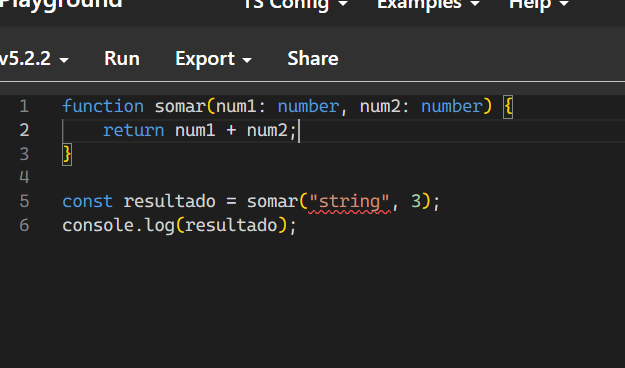 Playground TS Config Examples Help
v5.2.2 Run Export Share
1 function somar(num1: number, num2: number) {
2 return num1 + num2;
3 }
4
5 const resultado = somar("string", 3);
6 console.log(resultado);